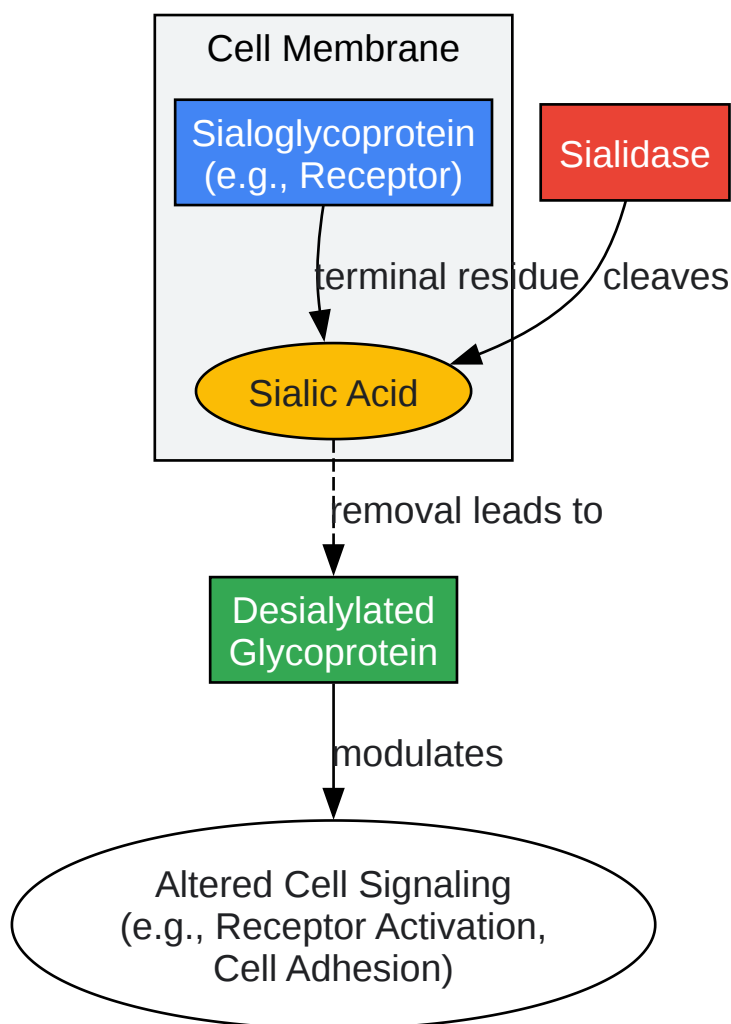 Cell Membrane
Sialoglycoprotein
(e.g., Receptor)
Sialidase
terminal residue
cleaves
Sialic Acid
removal leads to
Desialylated
Glycoprotein
modulates
Altered Cell Signaling
(e.g., Receptor Activation,
Cell Adhesion)